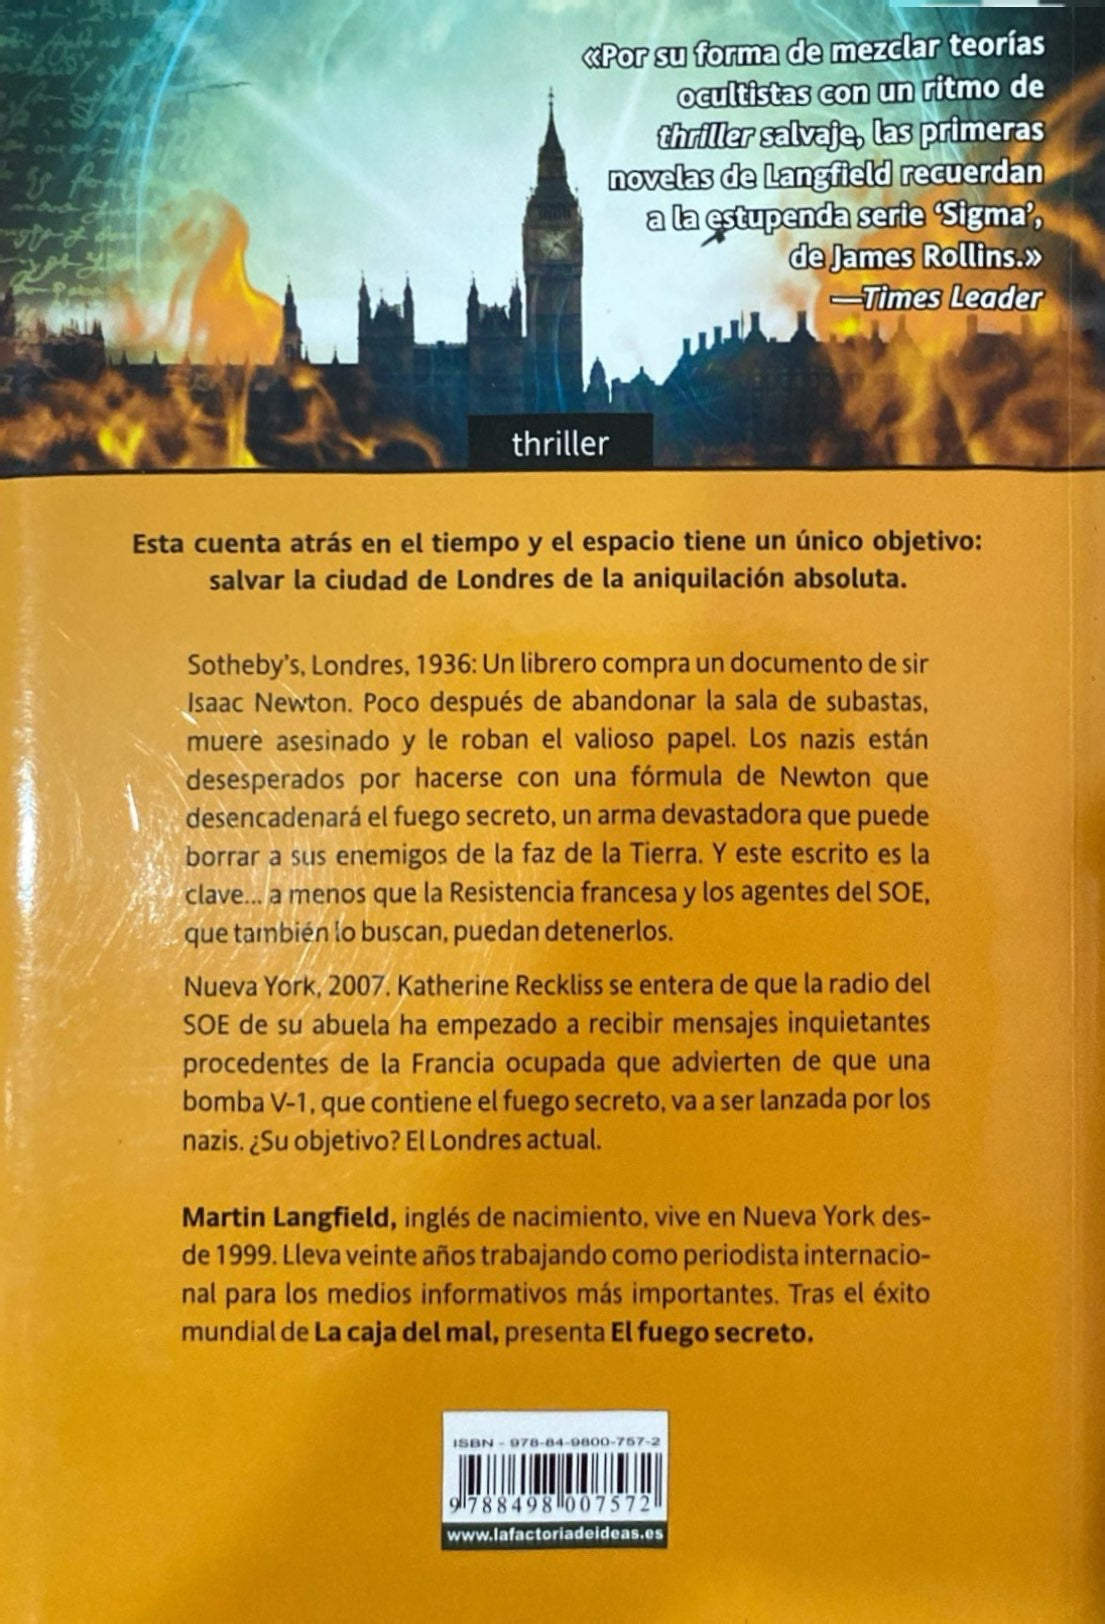 «Por su forma de mezclar teorías
ocultistas con un ritmo de
thriller salvaje, las primeras
novelas de Langfield recuerdan
a la estupenda serie ‘Sigma’,
de James Rollins.»
—Times Leader
thriller
Esta cuenta atrás en el tiempo y el espacio tiene un único objetivo:
salvar la ciudad de Londres de la aniquilación absoluta.
Sotheby’s, Londres, 1936: Un librero compra un documento de sir
Isaac Newton. Poco después de abandonar la sala de subastas,
muere asesinado y le roban el valioso papel. Los nazis están
desesperados por hacerse con una fórmula de Newton que
desencadenará el fuego secreto, un arma devastadora que puede
borrar a sus enemigos de la faz de la Tierra. Y este escrito es la
clave... a menos que la Resistencia francesa y los agentes del SOE,
que también lo buscan, puedan detenerlos.
Nueva York, 2007. Katherine Reckliss se entera de que la radio del
SOE de su abuela ha empezado a recibir mensajes inquietantes
procedentes de la Francia ocupada que advierten de que una
bomba V-1, que contiene el fuego secreto, va a ser lanzada por los
nazis. ¿Su objetivo? El Londres actual.
Martin Langfield, inglés de nacimiento, vive en Nueva York des-
de 1999. Lleva veinte años trabajando como periodista internacio-
nal para los medios informativos más importantes. Tras el éxito
mundial de La caja del mal, presenta El fuego secreto.
ISBN - 978-84-9800-757-2
9 788498 007572
www.lafactoriadeideas.es